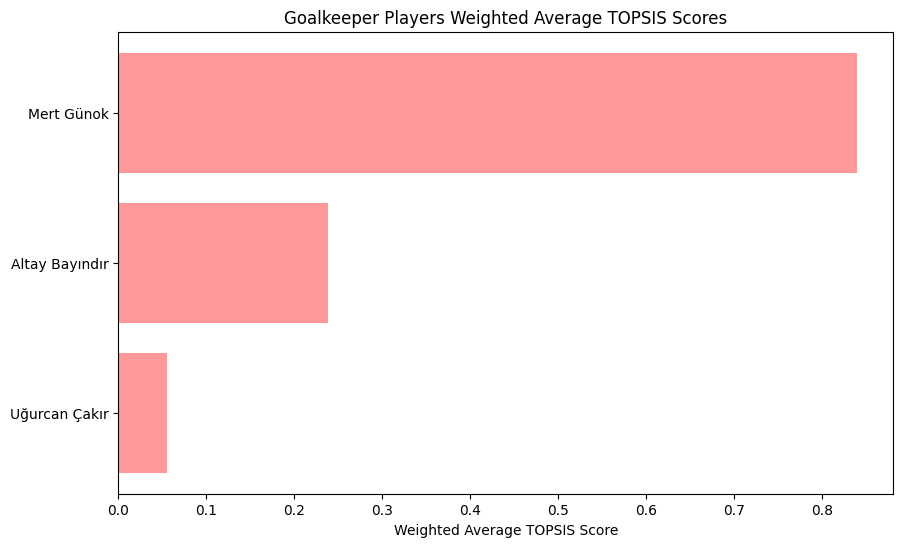 Goalkeeper Players Weighted Average TOPSIS Scores
Mert Günok
Altay Bayındır
Uğurcan Çakır
0.0 0.1 0.2 0.3 0.4 0.5 0.6 0.7 0.8
Weighted Average TOPSIS Score